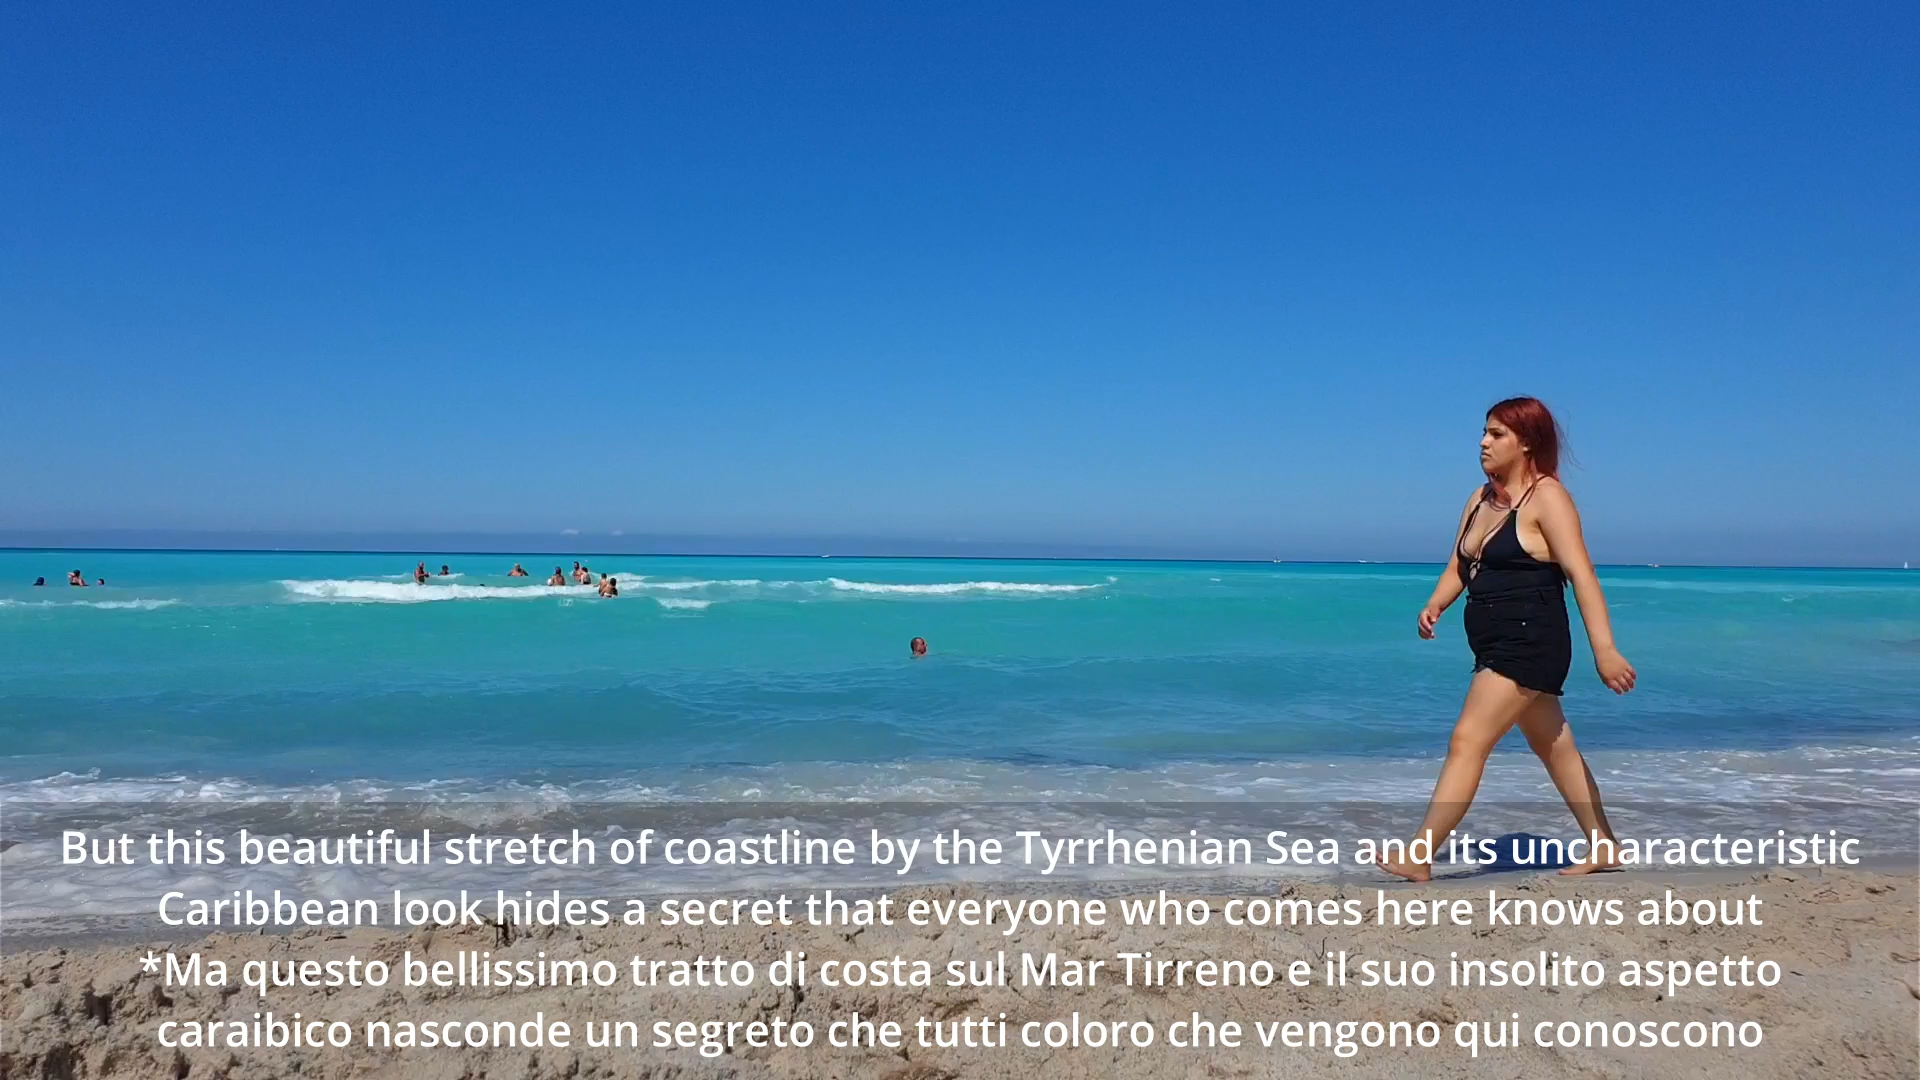 But this beautiful stretch of coastline by the Tyrrhenian Sea and its uncharacteristic
Caribbean look hides a secret that everyone who comes here knows about
*Ma questo bellissimo tratto di costa sul Mar Tirreno e il suo insolito aspetto
caraibico nasconde un segreto che tutti coloro che vengono qui conoscono